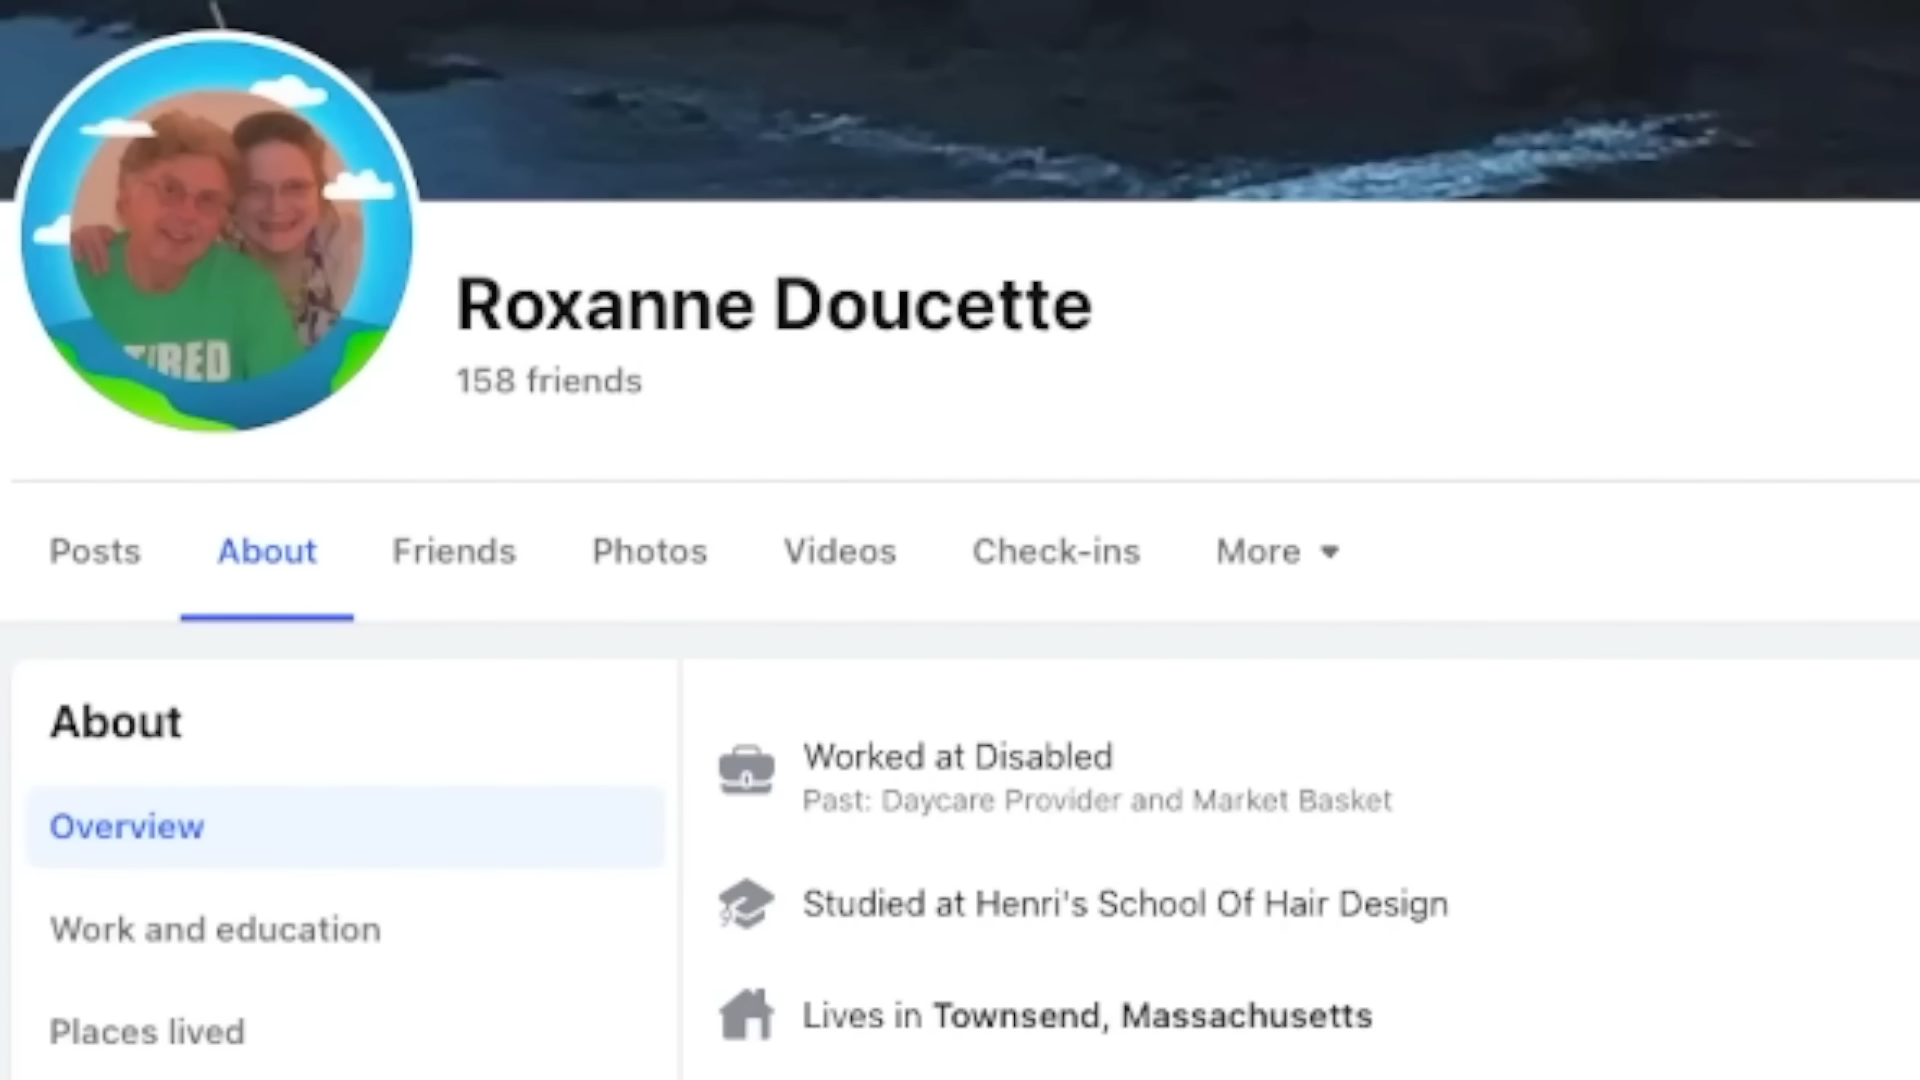 TIRED
Roxanne Doucette
158 friends
Posts About Friends Photos Videos Check-ins More
About
Overview
Work and education
Places lived
Worked at Disabled
Past: Daycare Provider and Market Basket
Studied at Henri's School Of Hair Design
Lives in Townsend, Massachusetts